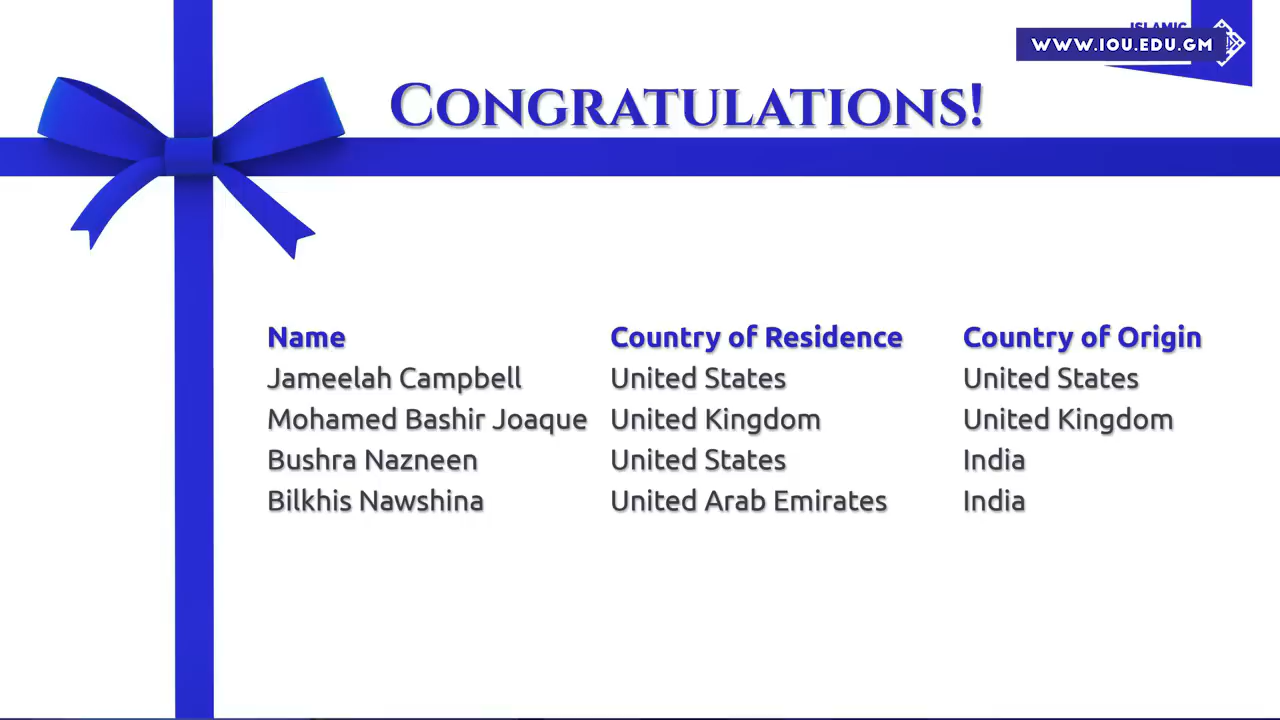 ISLAMIC
WWW.IOU.EDU.GM
CONGRATULATIONS!
Name Country of Residence Country of Origin
Jameelah Campbell United States United States
Mohamed Bashir Joaque United Kingdom United Kingdom
Bushra Nazneen United States India
Bilkhis Nawshina United Arab Emirates India